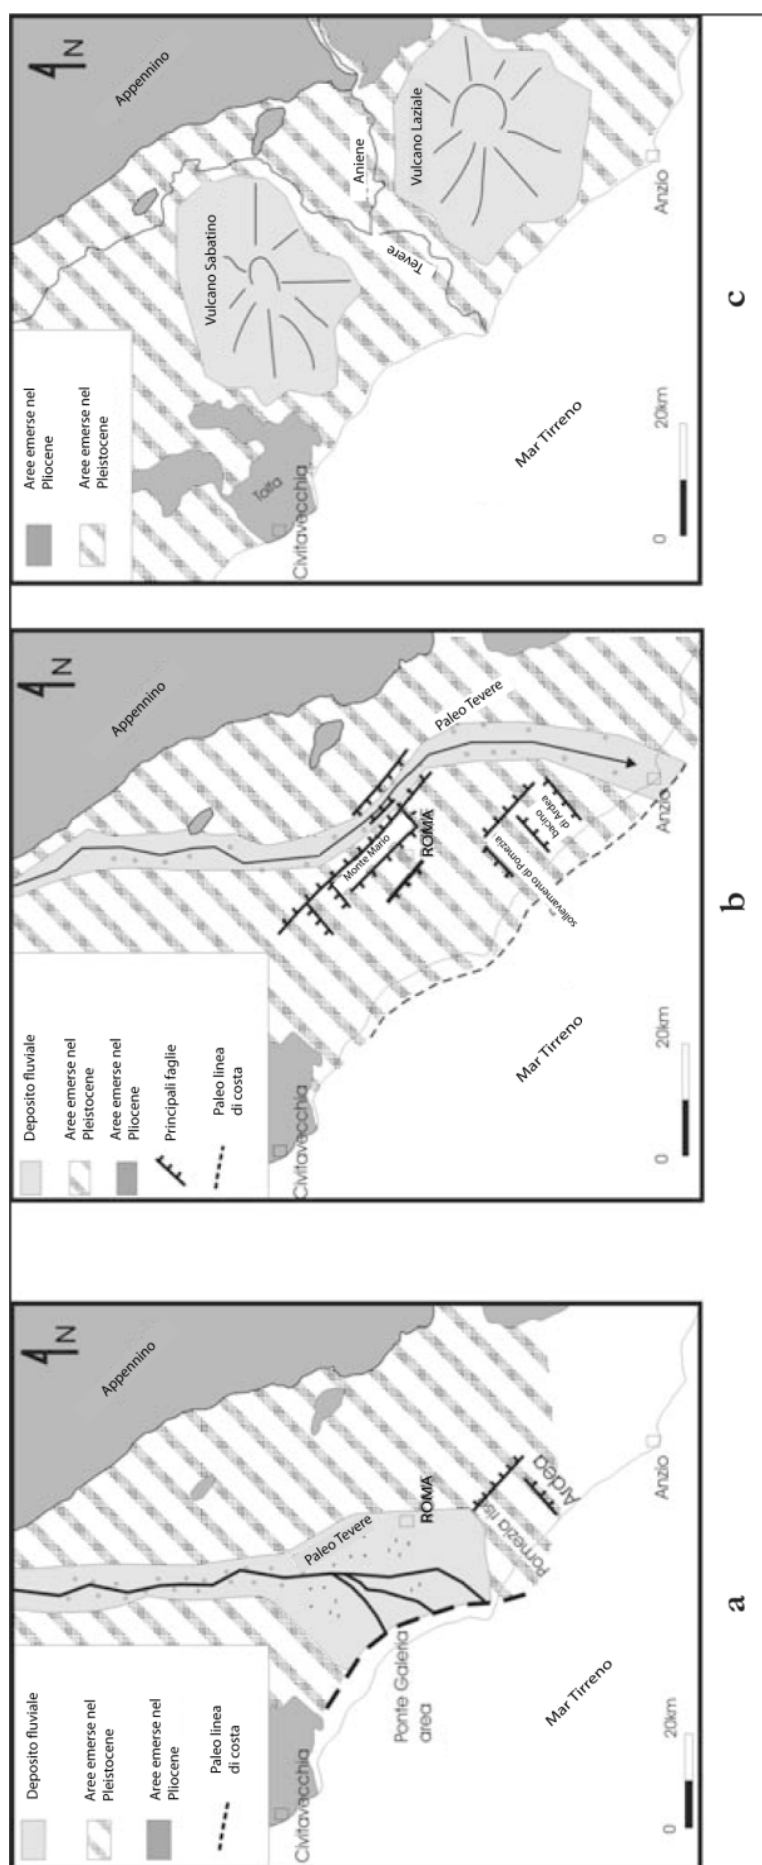 Deposito fluviale
Aree emerse nel
Pleistocene
Aree emerse nel
Pliocene
Paleo linea
di costa
N
Appennino
Paleo Tevere
ROMA
Civitavecchia
Ponte Galeria
area
Pomezia
Ardea
Anzio
Mar Tirreno
0
20km
a
Deposito fluviale
Aree emerse nel
Pleistocene
Aree emerse nel
Pliocene
Principali faglie
Paleo linea
di costa
N
Appennino
Paleo Tevere
Monte Mario
ROMA
Civitavecchia
sollevamento di Pomezia
bacino
di Ardea
Anzio
Mar Tirreno
0
20km
b
Aree emerse nel
Pliocene
Aree emerse nel
Pleistocene
N
Appennino
Vulcano Sabatino
Aniene
Vulcano Laziale
Tevere
Tolfa
Civitavecchia
Anzio
Mar Tirreno
0
20km
c